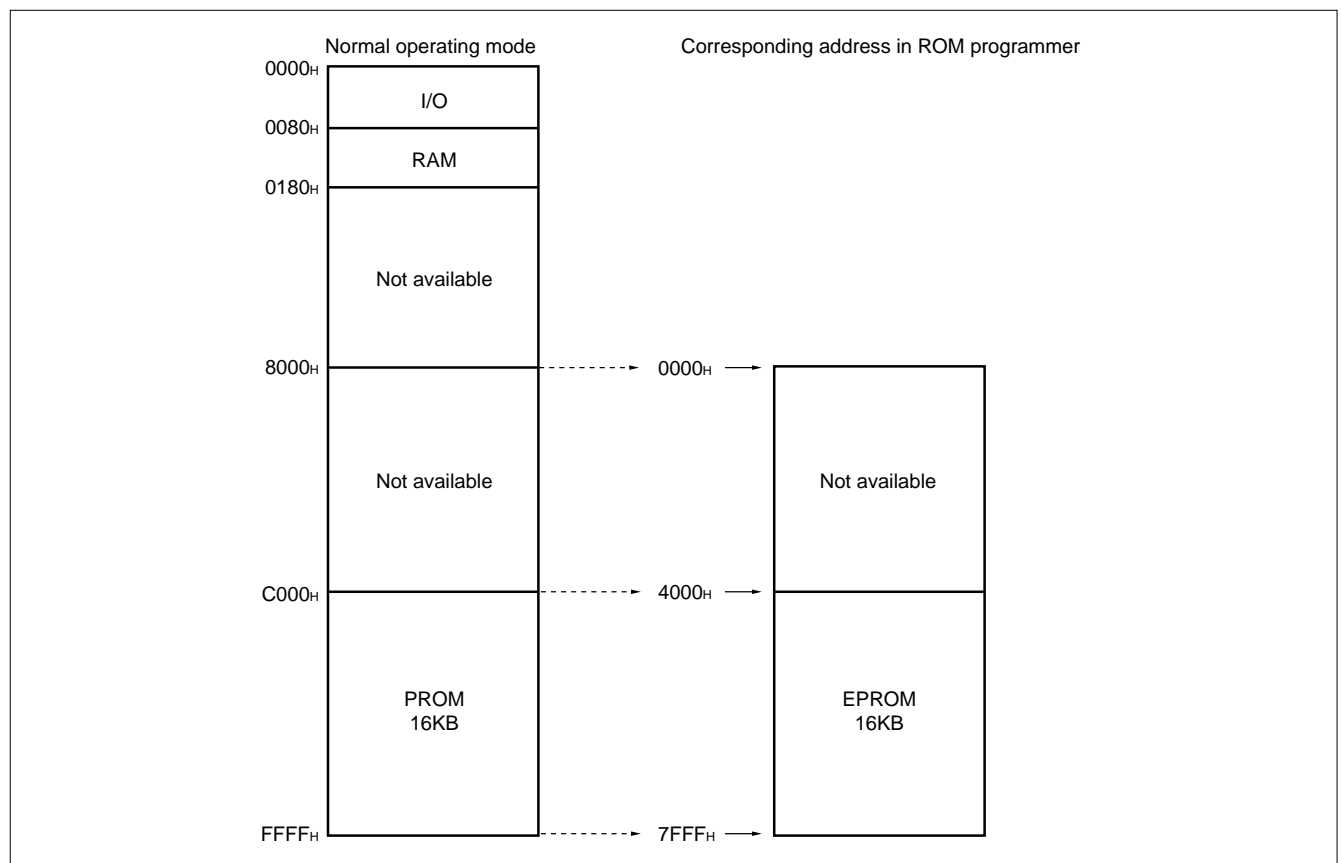 Normal operating mode
Corresponding address in ROM programmer
0000H
I/O
0080H
RAM
0180H
Not available
8000H
0000H
Not available
Not available
C000H
4000H
PROM
16KB
EPROM
16KB
FFFFH
7FFFH